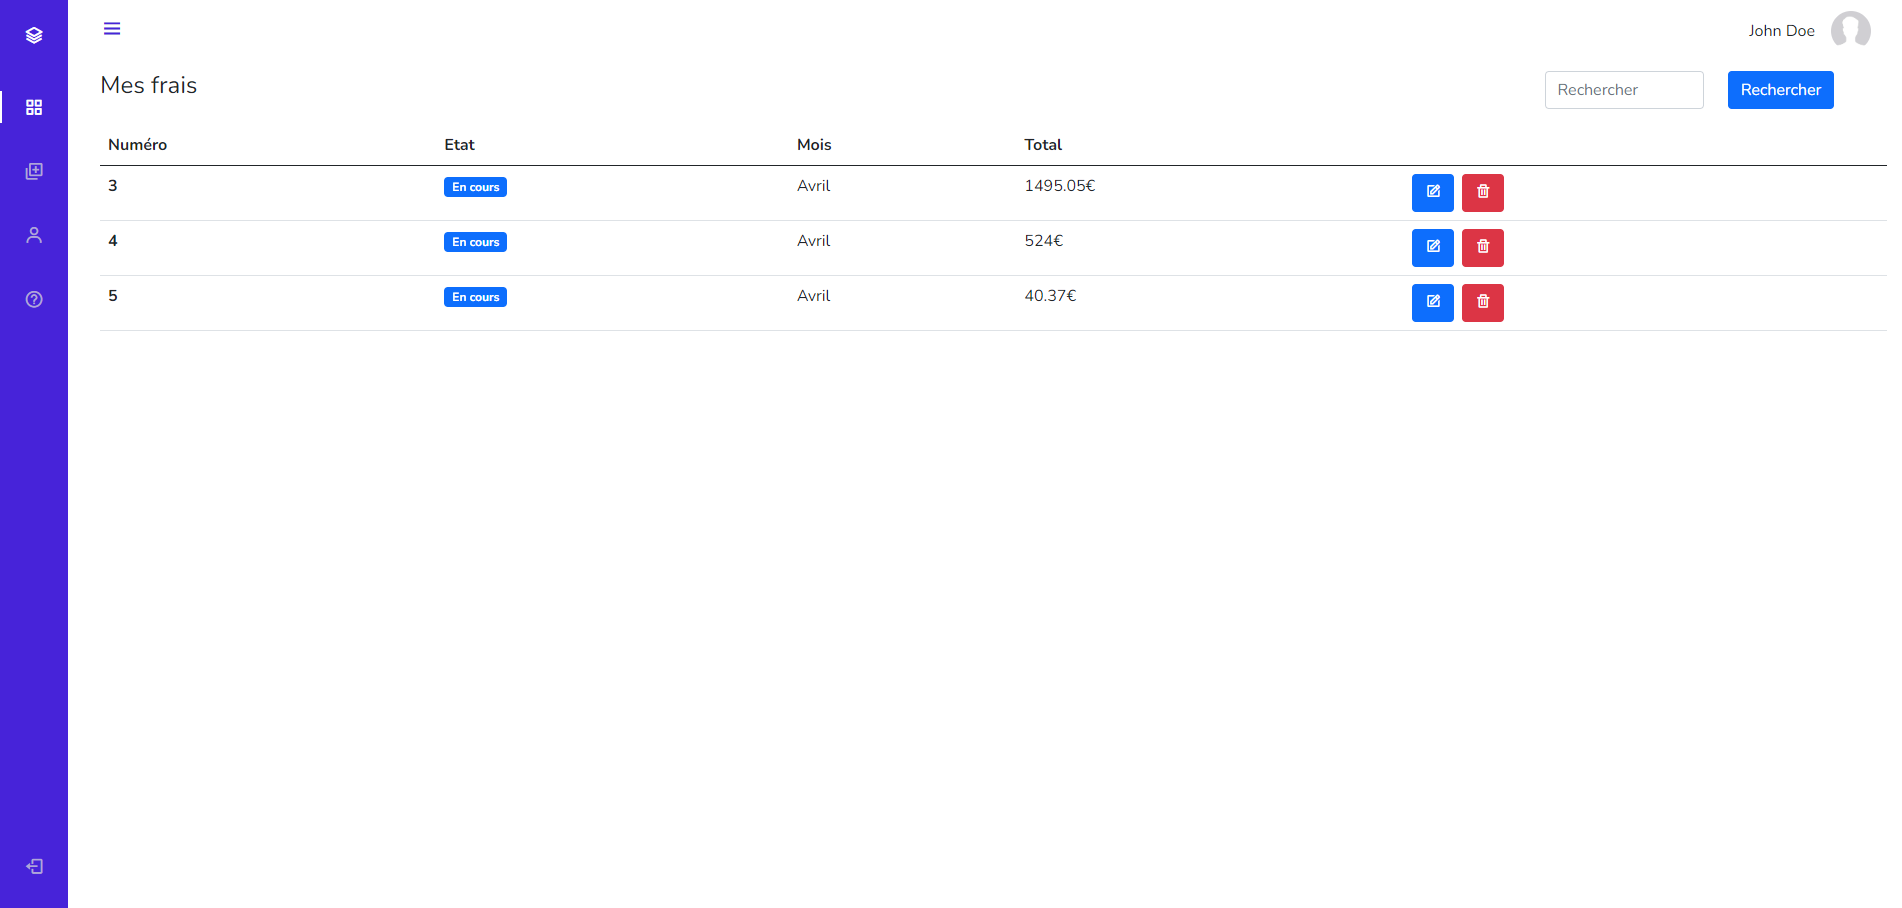 John Doe
Mes frais
Rechercher
Rechercher
Numéro Etat Mois Total
3 En cours Avril 1495.05€
4 En cours Avril 524€
5 En cours Avril 40.37€